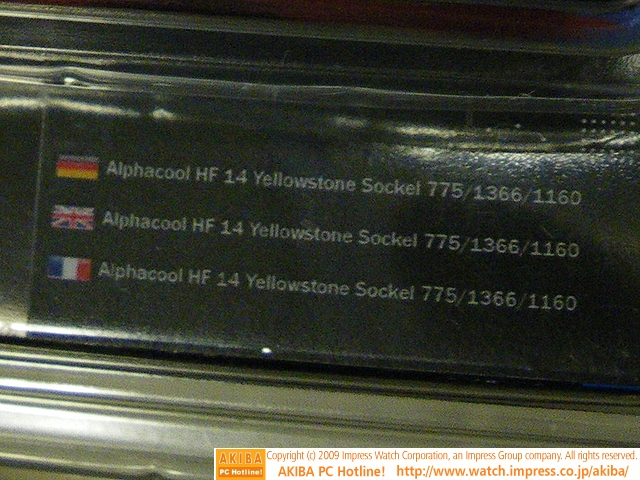 Alphacool HF 14 Yellowstone Sockel 775/1366/1160
Alphacool HF 14 Yellowstone Sockel 775/1366/1160
Alphacool HF 14 Yellowstone Sockel 775/1366/1160
AKIBA
PC Hotline!
Copyright (c) 2009 Impress Watch Corporation, an Impress Group company. All rights reserved.
AKIBA PC Hotline! http://www.watch.impress.co.jp/akiba/